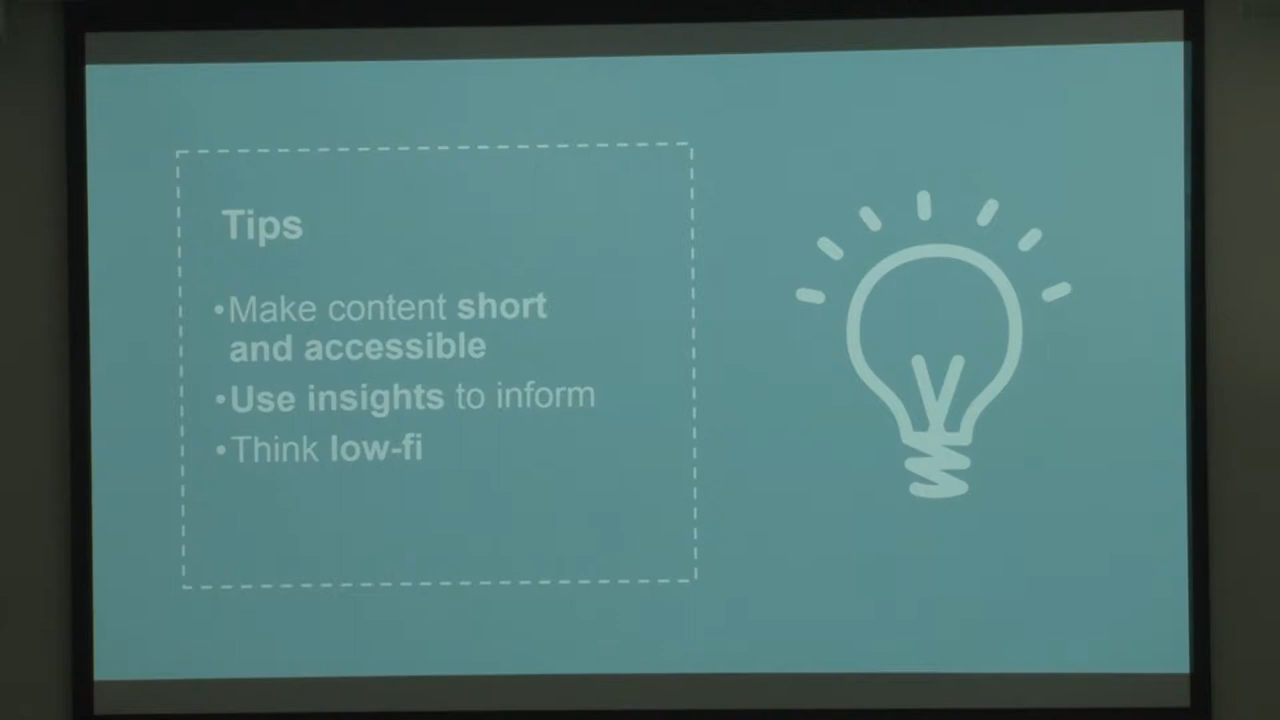 Tips
•Make content short
and accessible
•Use insights to inform
•Think low-fi